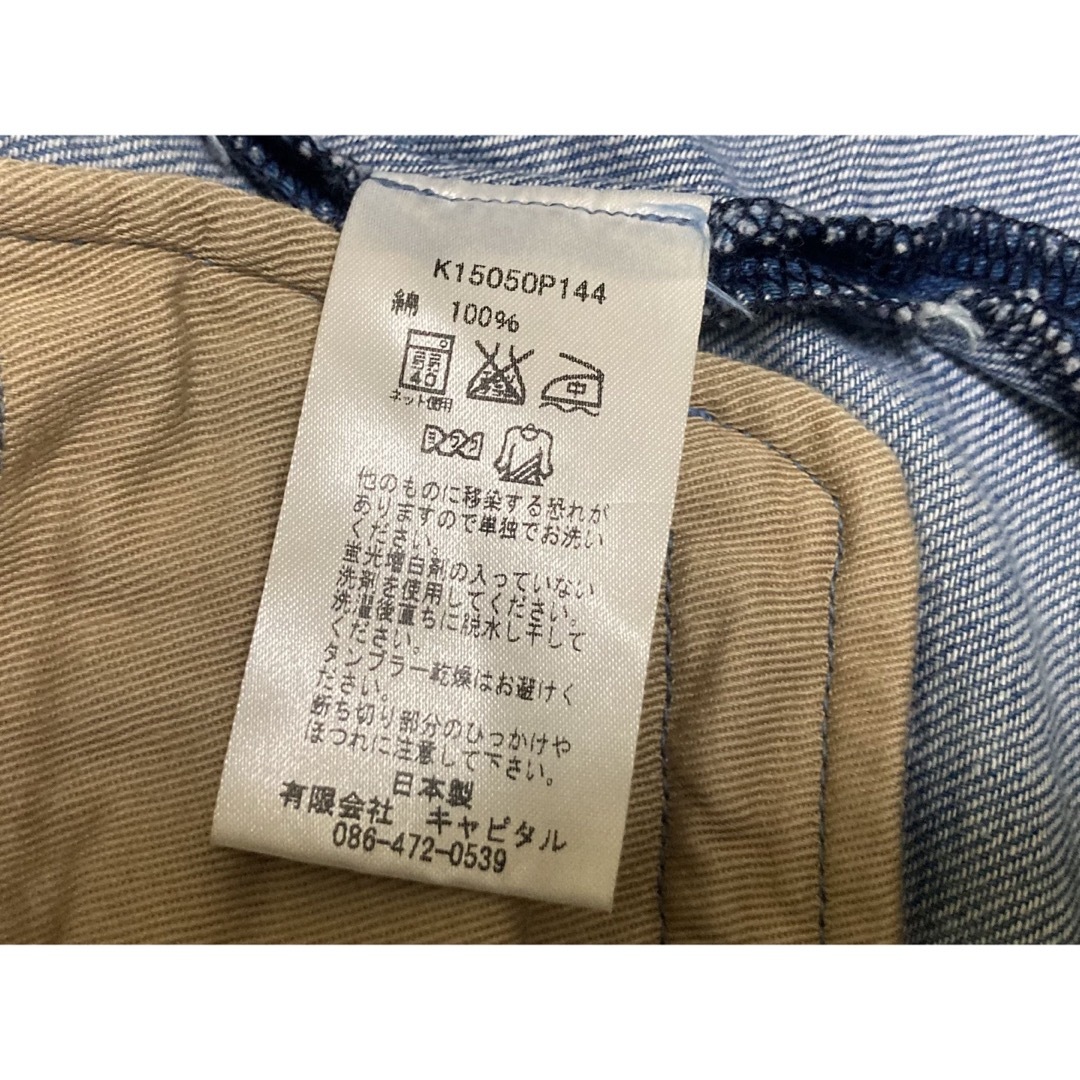 K15050P144
綿 100%
弱
40
中
ネット使用
ヨワク
他のものに移染する恐れが
ありますので単独でお洗い
ください。
蛍光増白剤の入っていない
洗剤を使用してください。
洗濯後直ちに脱水し干して
ください。
タンブラー乾燥はお避けく
ださい。
断ち切り部分のひっかけや
ほつれに注意して下さい。
日本製
有限会社 キャピタル
086-472-0539